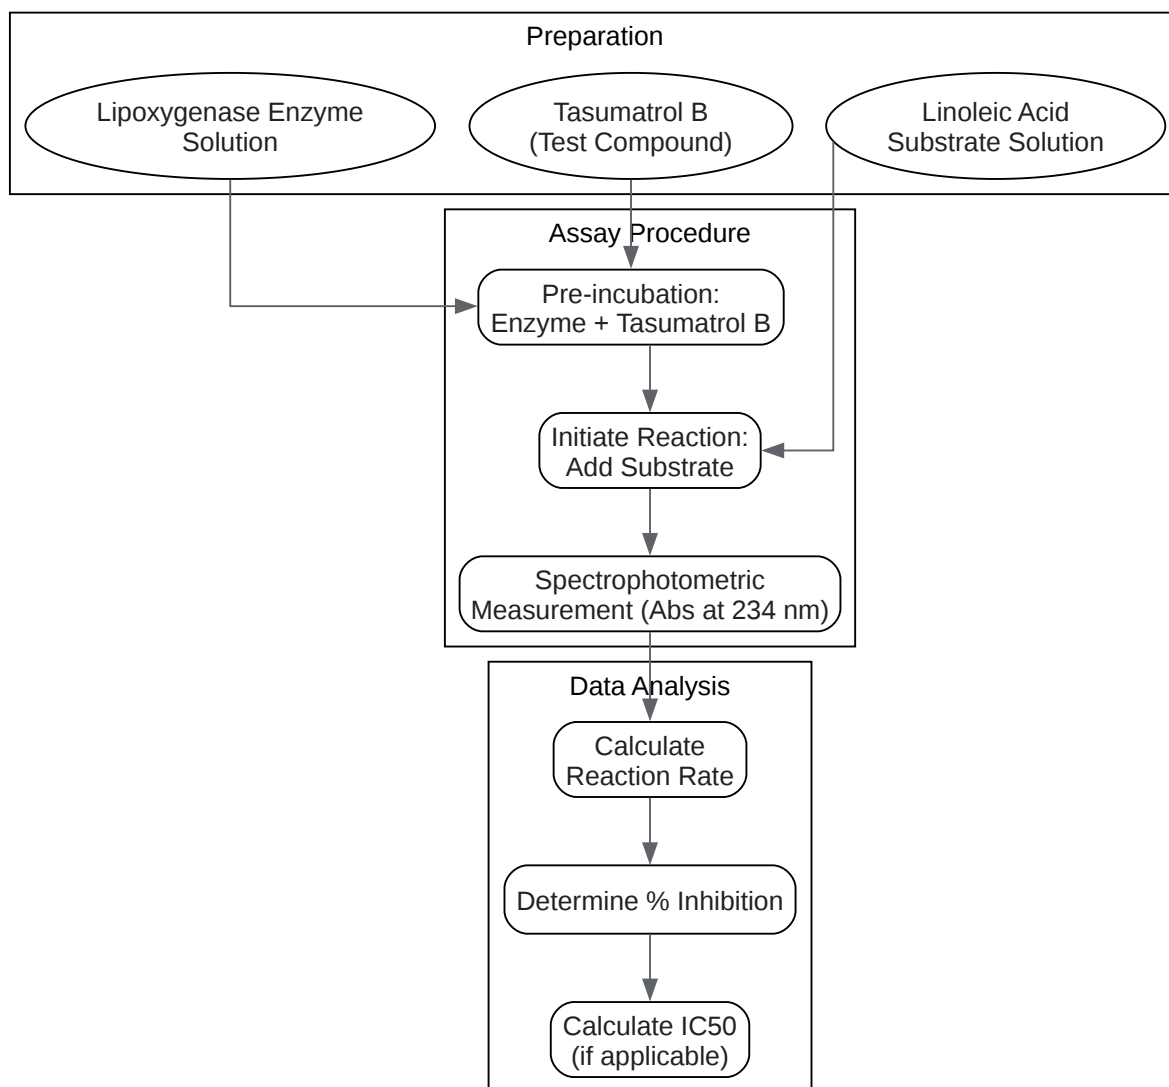 Preparation
Lipoxygenase Enzyme
Solution
Tasumatrol B
(Test Compound)
Linoleic Acid
Substrate Solution
Assay Procedure
Pre-incubation:
Enzyme + Tasumatrol B
Initiate Reaction:
Add Substrate
Spectrophotometric
Measurement (Abs at 234 nm)
Data Analysis
Calculate
Reaction Rate
Determine % Inhibition
Calculate IC50
(if applicable)